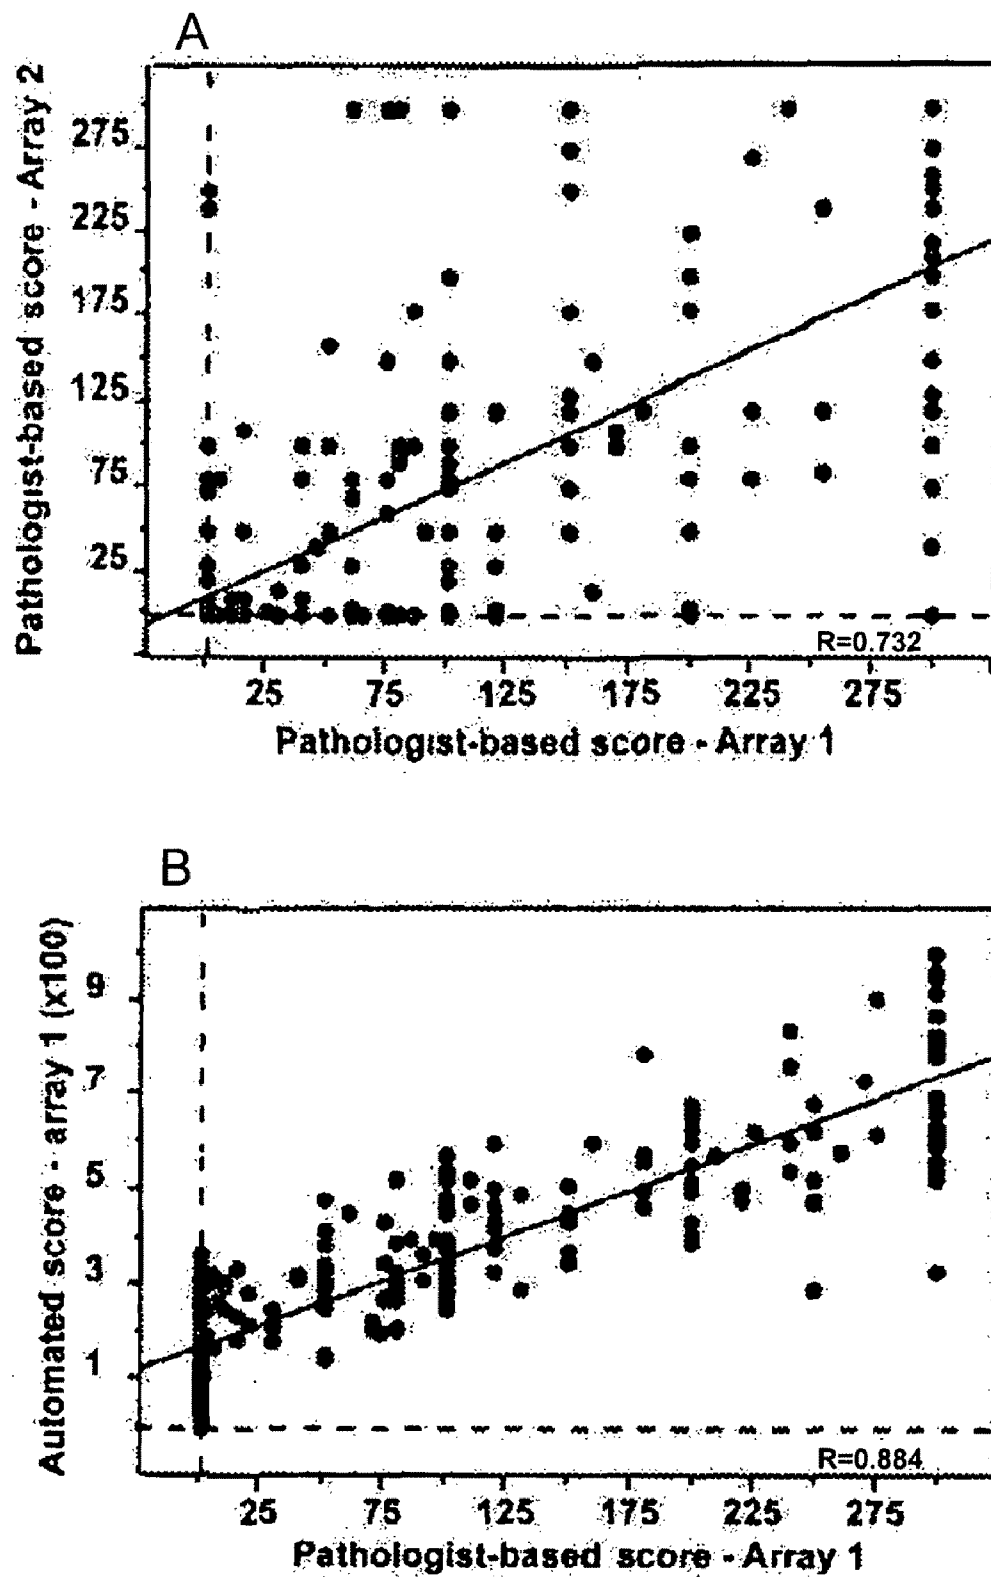 A
Pathologist-based score - Array 2
275
225
175
125
75
25
R=0.732
25 75 125 175 225 275
Pathologist-based score - Array 1
B
Automated score - array 1 (x100)
9
7
5
3
1
R=0.884
25 75 125 175 225 275
Pathologist-based score - Array 1